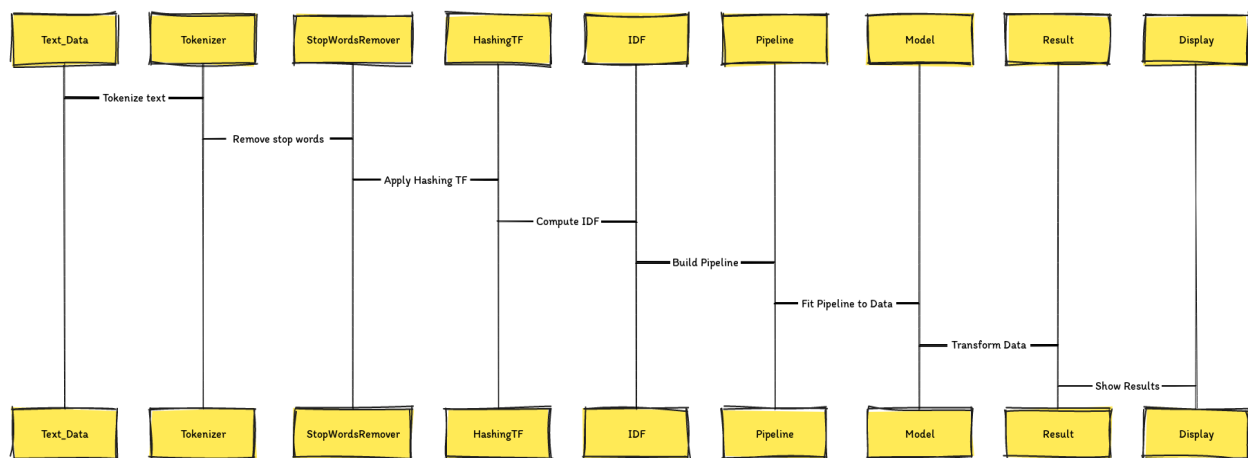 Text_Data Tokenizer StopWordsRemover HashingTF IDF Pipeline Model Result Display
Tokenize text
Remove stop words
Apply Hashing TF
Compute IDF
Build Pipeline
Fit Pipeline to Data
Transform Data
Show Results
Text_Data Tokenizer StopWordsRemover HashingTF IDF Pipeline Model Result Display